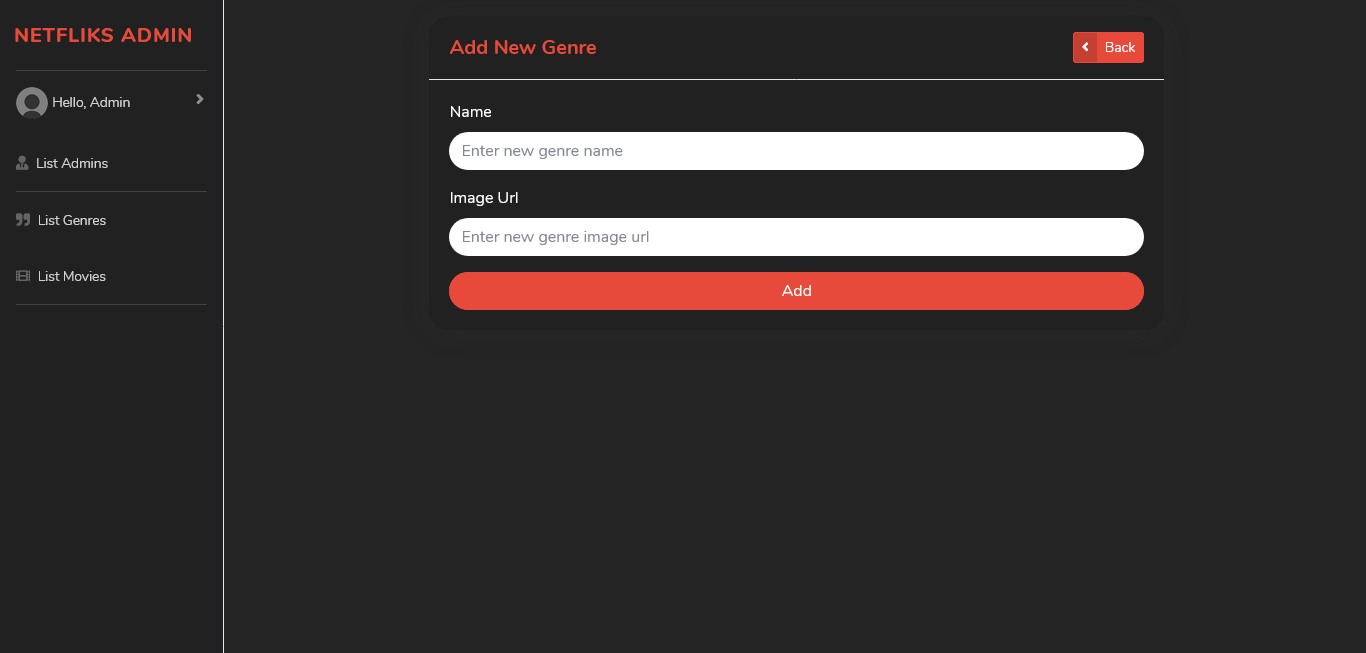 NETFLIKS ADMIN
Hello, Admin
List Admins
List Genres
List Movies
Add New Genre
Back
Name
Enter new genre name
Image Url
Enter new genre image url
Add